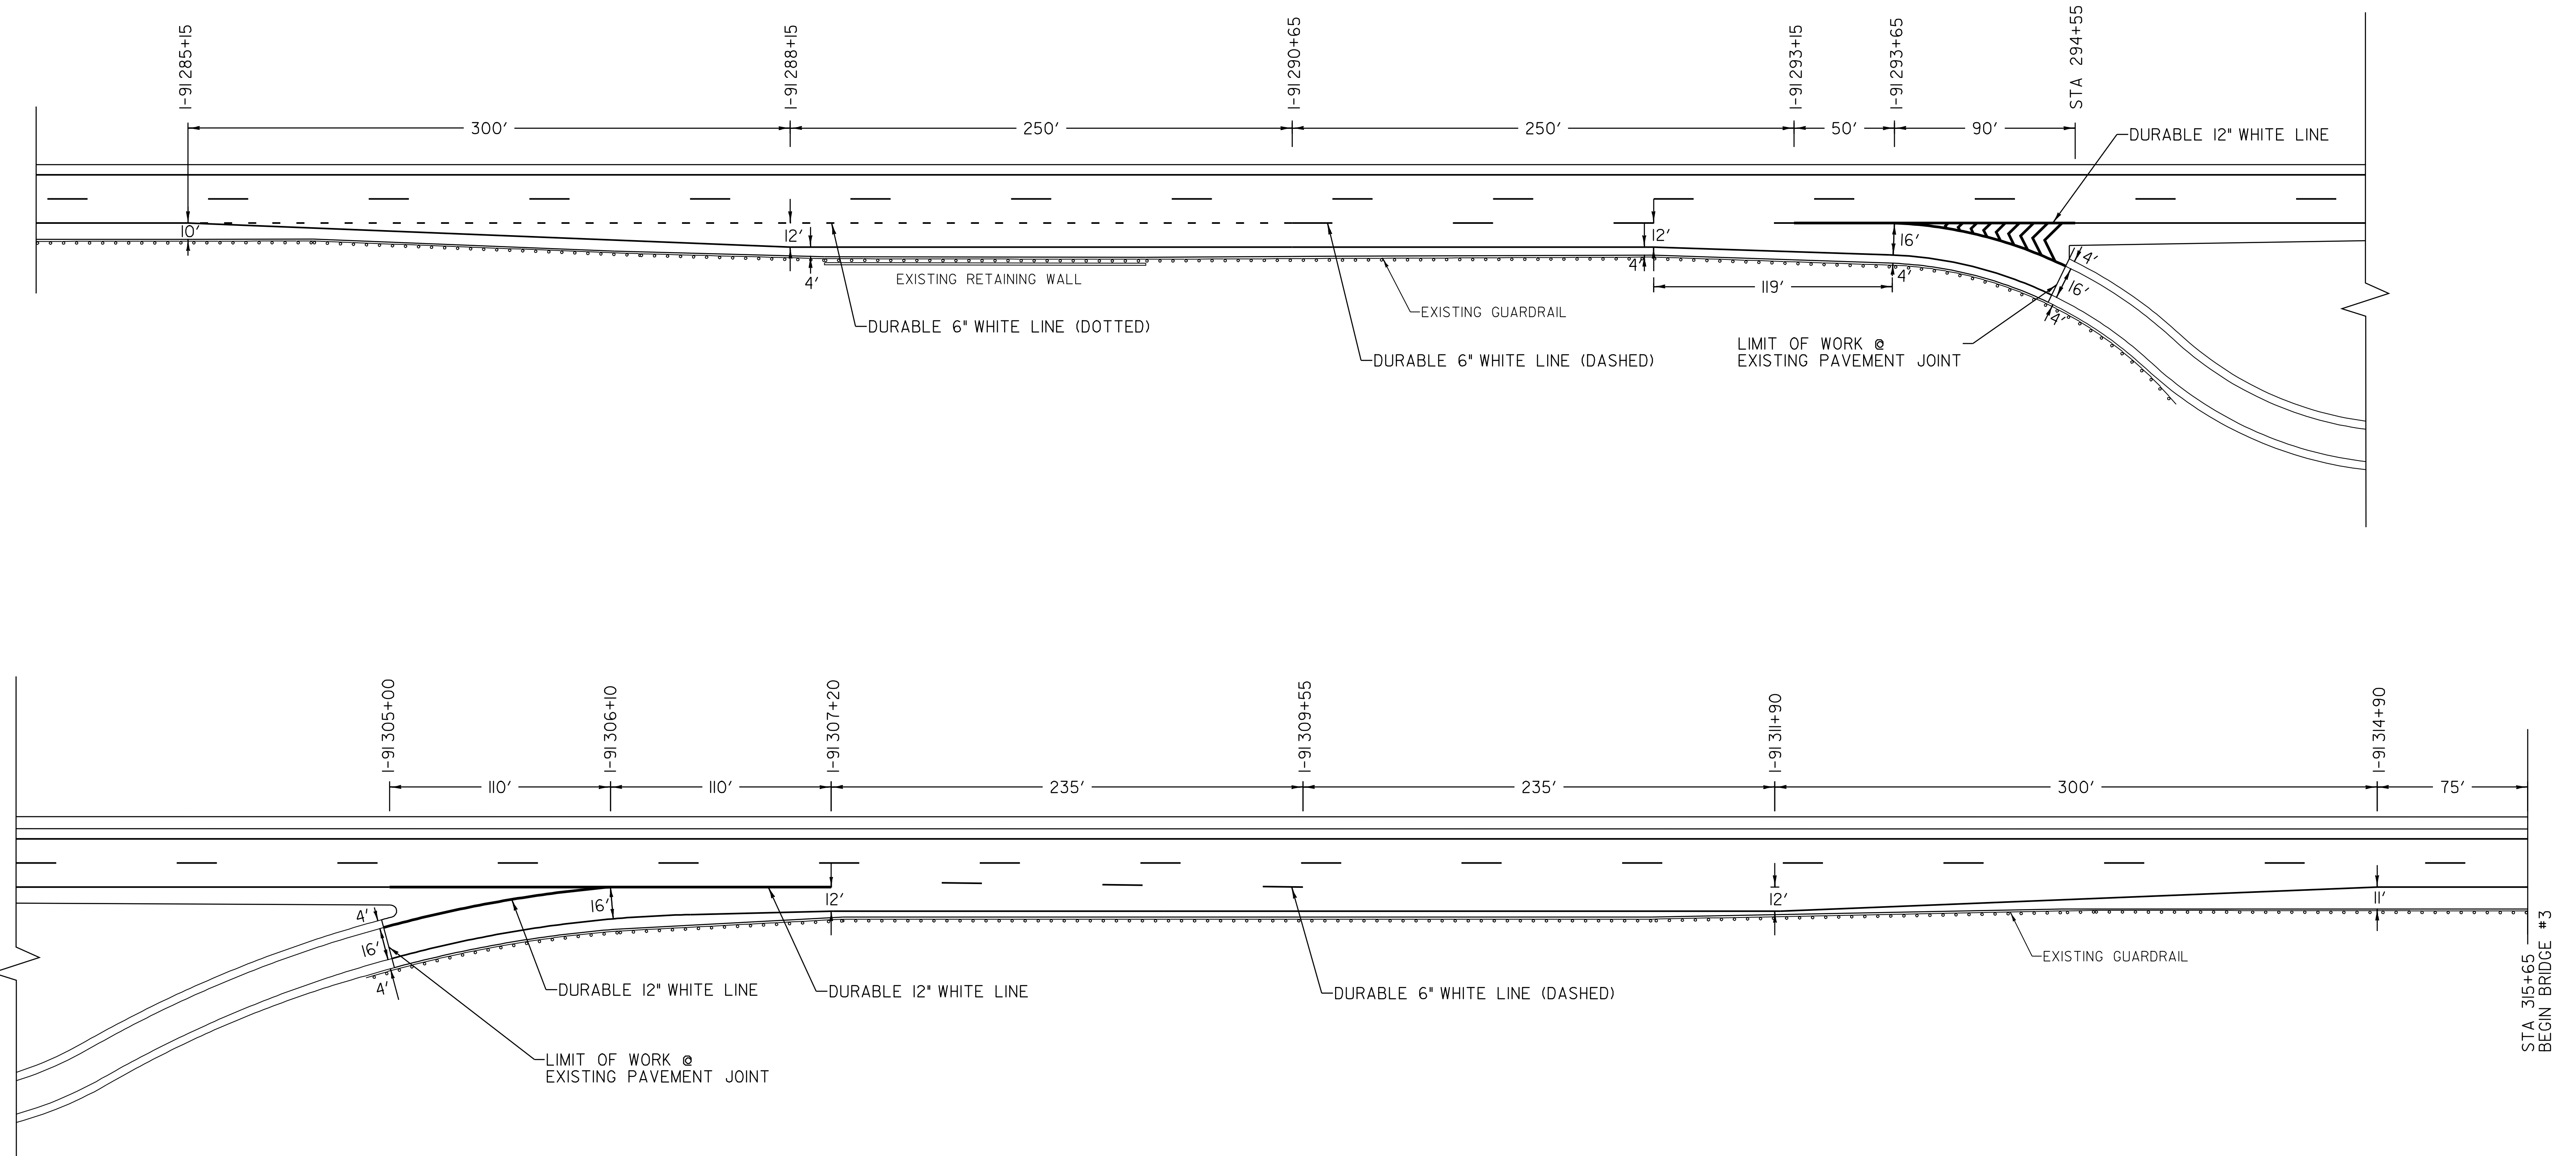 I-91 285+15
I-91 288+15
I-91 290+65
I-91 293+15
I-91 293+65
STA 294+55
300'
250'
250'
50'
90'
DURABLE 12" WHITE LINE
10'
12'
4'
12'
4'
16'
4'
4'
16'
4'
EXISTING RETAINING WALL
119'
EXISTING GUARDRAIL
DURABLE 6" WHITE LINE (DOTTED)
DURABLE 6" WHITE LINE (DASHED)
LIMIT OF WORK @
EXISTING PAVEMENT JOINT
I-91 305+00
I-91 306+10
I-91 307+20
I-91 309+55
I-91 311+90
I-91 314+90
110'
110'
235'
235'
300'
75'
4'
16'
4'
16'
12'
12'
11'
EXISTING GUARDRAIL
DURABLE 12" WHITE LINE
DURABLE 12" WHITE LINE
DURABLE 6" WHITE LINE (DASHED)
STA 315+65
BEGIN BRIDGE #3
LIMIT OF WORK @
EXISTING PAVEMENT JOINT